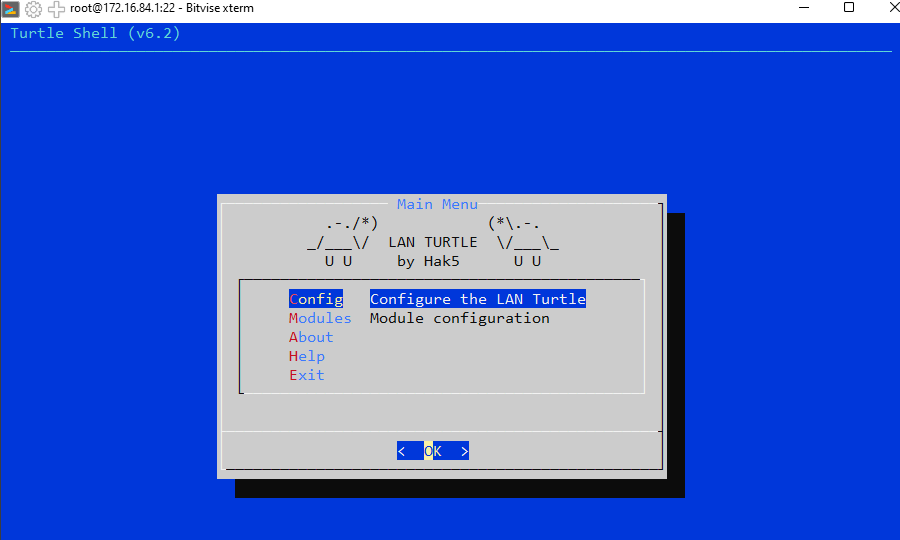 root@172.16.84.1:22 - Bitvise xterm
Turtle Shell (v6.2)
Main Menu
.-./*)            (*\.-.
_/___\/  LAN TURTLE  \/___\_
U U     by Hak5      U U
Config   Configure the LAN Turtle
Modules  Module configuration
About
Help
Exit
<  OK  >